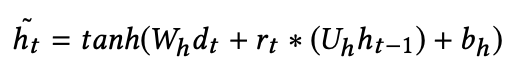 h̃_t = tanh(W_h d_t + r_t * (U_h h_{t-1}) + b_h)